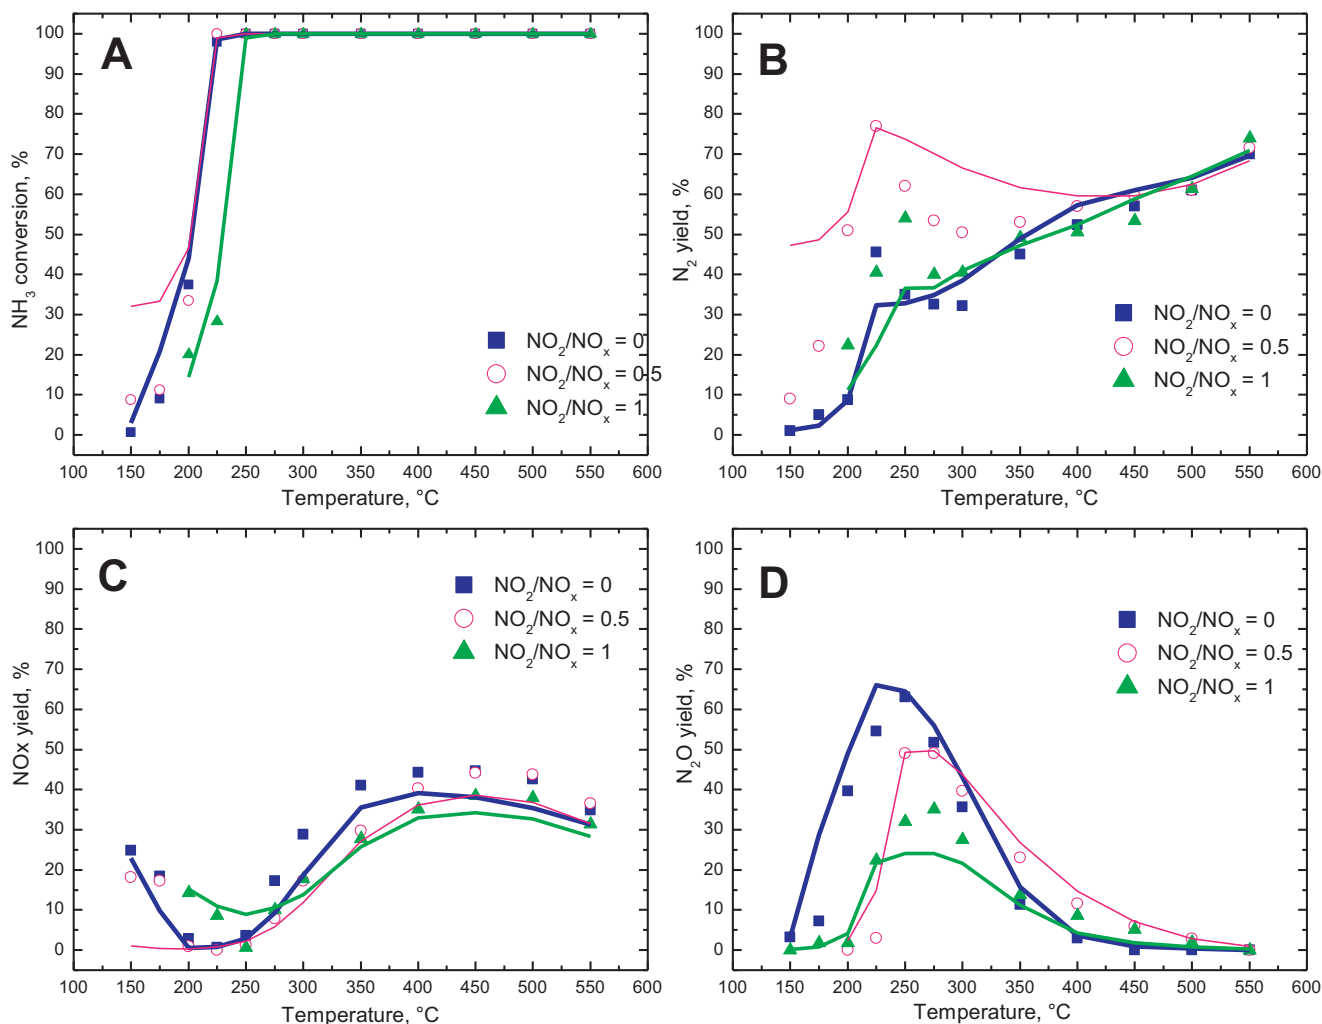 A
NH3 conversion, %
100
90
80
70
60
50
40
30
20
10
0
NO2/NOx = 0
NO2/NOx = 0.5
NO2/NOx = 1
100 150 200 250 300 350 400 450 500 550 600
Temperature, °C
B
N2 yield, %
100
90
80
70
60
50
40
30
20
10
0
NO2/NOx = 0
NO2/NOx = 0.5
NO2/NOx = 1
100 150 200 250 300 350 400 450 500 550 600
Temperature, °C
C
NOx yield, %
100
90
80
70
60
50
40
30
20
10
0
NO2/NOx = 0
NO2/NOx = 0.5
NO2/NOx = 1
100 150 200 250 300 350 400 450 500 550 600
Temperature, °C
D
N2O yield, %
100
90
80
70
60
50
40
30
20
10
0
NO2/NOx = 0
NO2/NOx = 0.5
NO2/NOx = 1
100 150 200 250 300 350 400 450 500 550 600
Temperature, °C